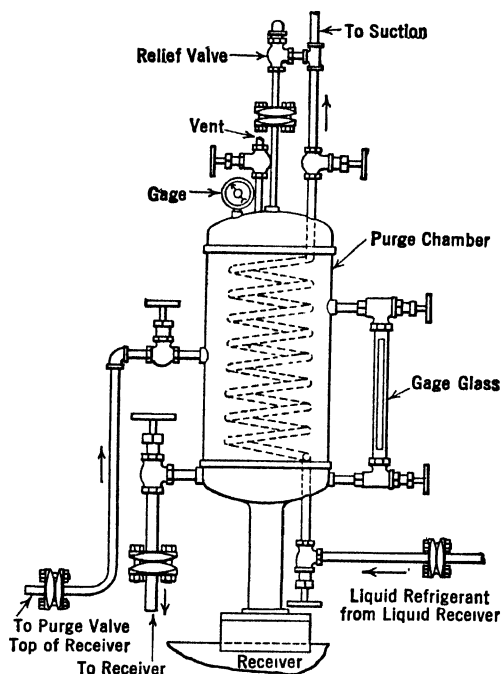 To Suction
Relief Valve
Vent
Gage
Purge Chamber
Gage Glass
Liquid Refrigerant
from Liquid Receiver
To Purge Valve
Top of Receiver
To Receiver
Receiver